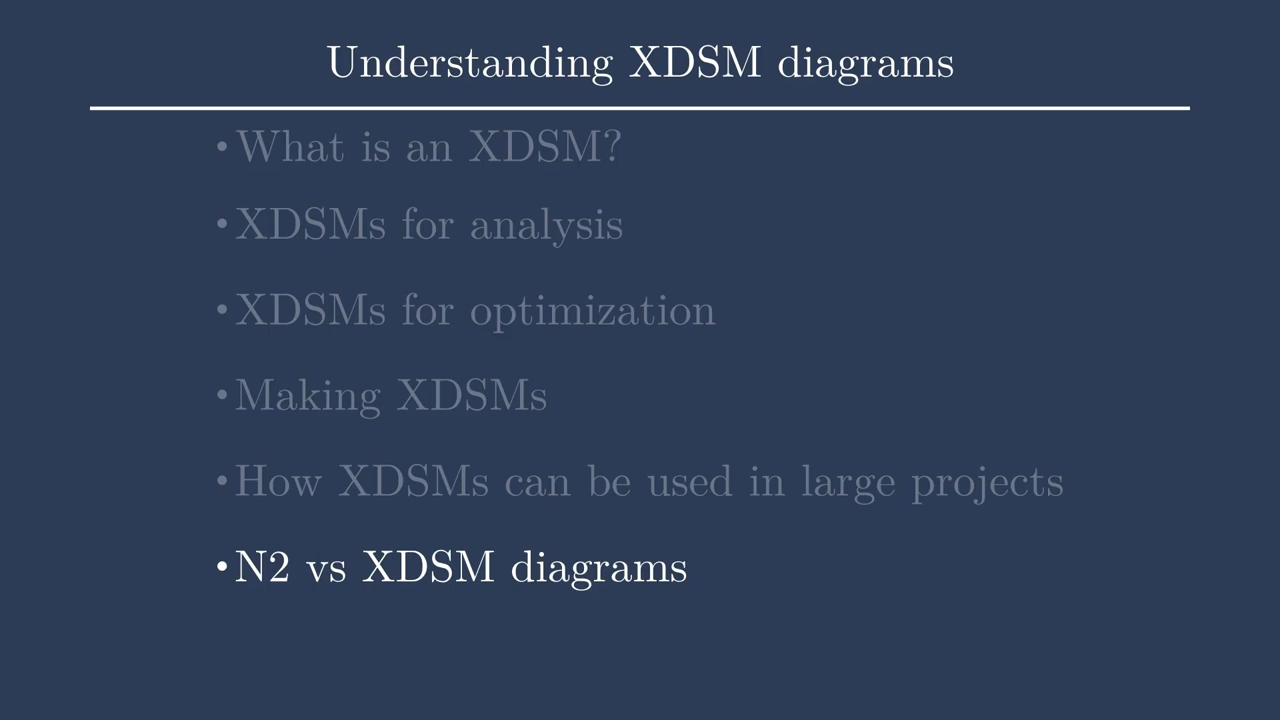 Understanding XDSM diagrams
• What is an XDSM?
• XDSMs for analysis
• XDSMs for optimization
• Making XDSMs
• How XDSMs can be used in large projects
• N2 vs XDSM diagrams